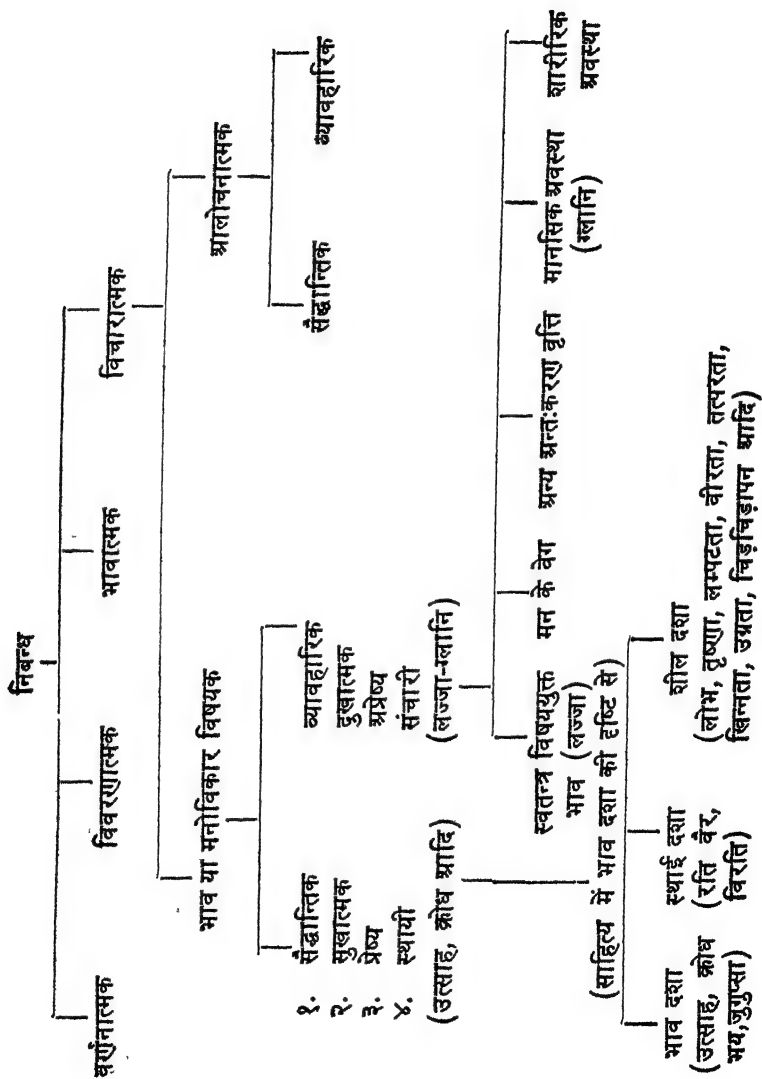 निबन्ध
वर्णनात्मक विवरणात्मक भावात्मक विचारात्मक
भाव या मनोविकार विषयक आलोचनात्मक
सैद्धान्तिक व्यावहारिक
१. सैद्धान्तिक व्यावहारिक
२. सुखात्मक दुखात्मक
३. प्रेष्य अप्रेष्य
४. स्थायी संचारी
(उत्साह, क्रोध आदि) (लज्जा-ग्लानि)
स्वतन्त्र विषययुक्त मन के वेग अन्य अन्तःकरण वृत्ति मानसिक अवस्था शारीरिक
भाव (लज्जा) (ग्लानि) अवस्था
(साहित्य में भाव दशा की दृष्टि से)
भाव दशा स्थाई दशा शील दशा
(उत्साह, क्रोध (रति वैर, (लोभ, तृष्णा, लम्पटता, वीरता, तत्परता,
भय,जुगुप्सा) विरति) खिन्नता, उग्रता, चिड़चिड़ापन आदि)